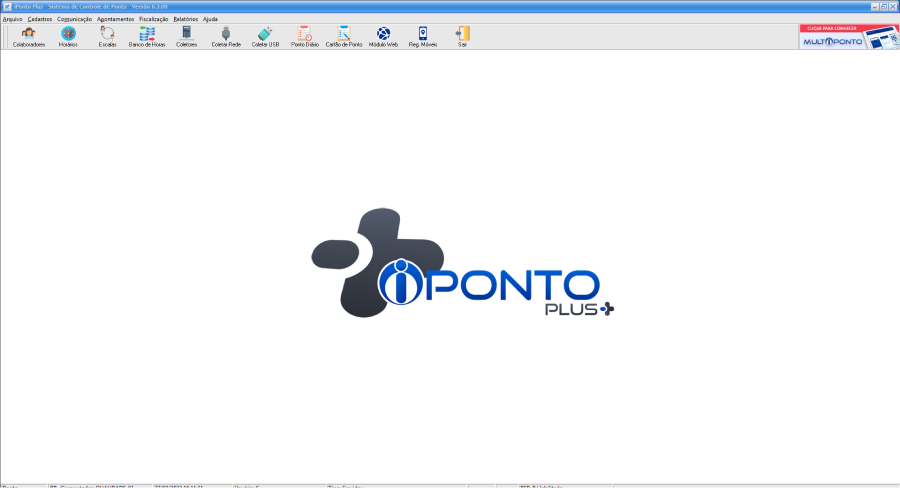 iPonto Plus - Sistema de Controle de Ponto - Versão 6.3.00
Arquivo Cadastros Comunicação Apontamentos Fiscalização Relatórios Ajuda
Colaboradores Horários Escalas Banco de Horas Coletores Coletar Rede Coletar USB Ponto Diário Cartão de Ponto Módulo Web Reg. Móveis Sair
CLIQUE PARA CONHECER
MULTIPONTO
iPONTO
PLUS